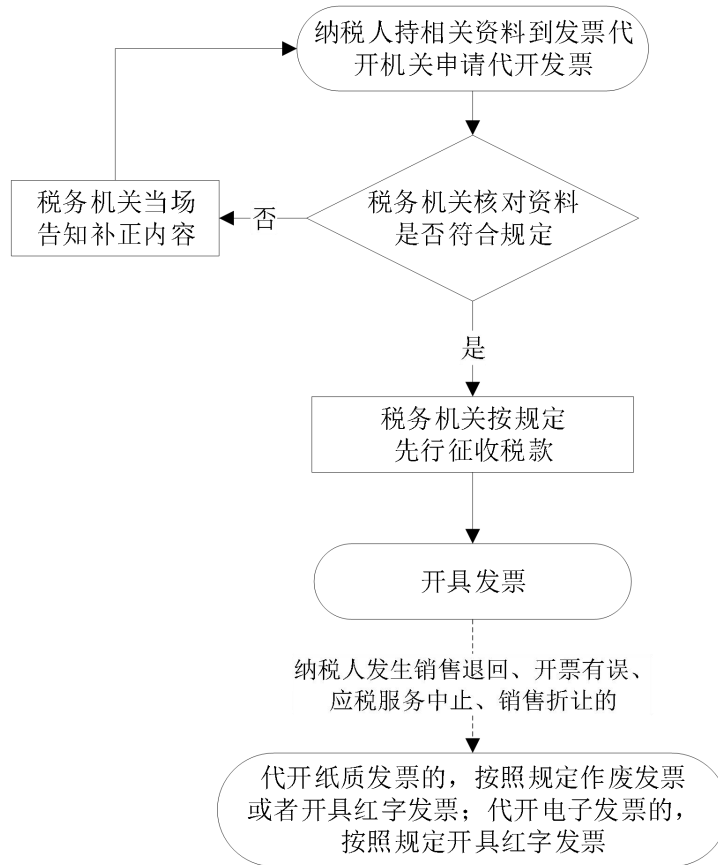 纳税人持相关资料到发票代
开机关申请代开发票
税务机关核对资料
是否符合规定
否
税务机关当场
告知补正内容
是
税务机关按规定
先行征收税款
开具发票
纳税人发生销售退回、开票有误、
应税服务中止、销售折让的
代开纸质发票的，按照规定作废发票
或者开具红字发票；代开电子发票的，
按照规定开具红字发票